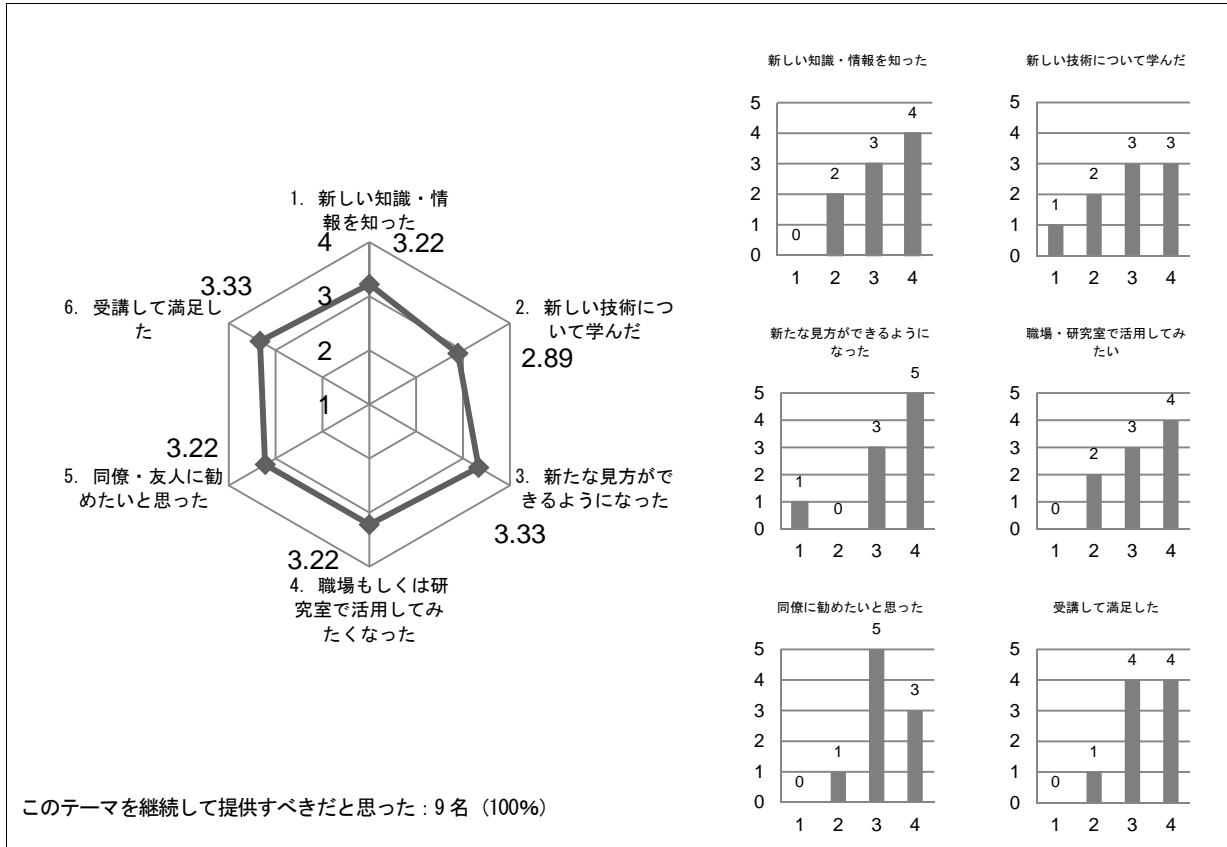 1. 新しい知識・情
報を知った
4
3.22
3.33
3
6. 受講して満足し
た
2. 新しい技術につ
いて学んだ
2
2.89
1
3.22
5. 同僚・友人に勧
めたいと思った
3. 新たな見方がで
きるようになった
3.33
3.22
4. 職場もしくは研
究室で活用してみ
たくなった
このテーマを継続して提供すべきだと思った：9名（100%）
新しい知識・情報を知った
5
4
3
2
1
0
0
2
3
4
1 2 3 4
新しい技術について学んだ
5
4
3
2
1
0
1
2
3
3
1 2 3 4
新たな見方ができるように
なった
5
4
3
2
1
0
1
0
3
5
1 2 3 4
職場・研究室で活用してみ
たい
5
4
3
2
1
0
0
2
3
4
1 2 3 4
同僚に勧めたいと思った
5
4
3
2
1
0
0
1
5
3
1 2 3 4
受講して満足した
5
4
3
2
1
0
0
1
4
4
1 2 3 4